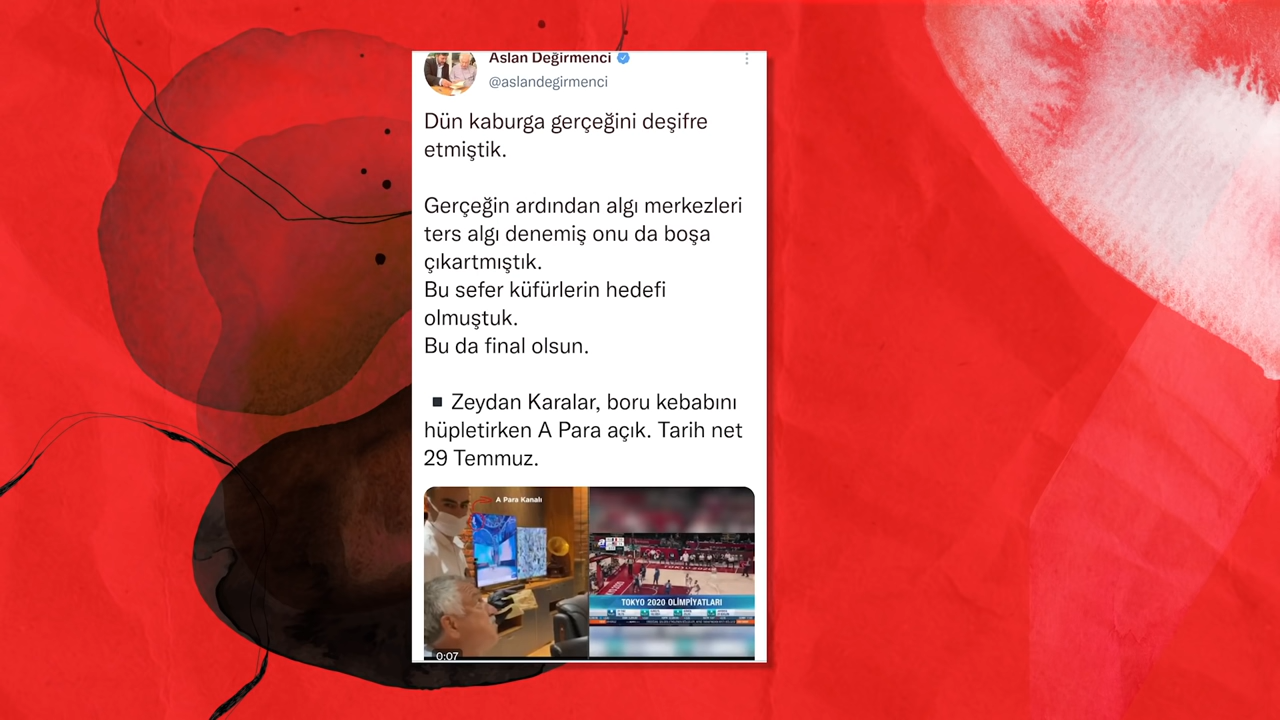 Aslan Değirmenci
@aslandegirmenci
Dün kaburga gerçeğini deşifre
etmiştik.
Gerçeğin ardından algı merkezleri
ters algı denemiş onu da boşa
çıkartmıştık.
Bu sefer küfürlerin hedefi
olmuştuk.
Bu da final olsun.
▪ Zeydan Karalar, boru kebabını
hüpletirken A Para açık. Tarih net
29 Temmuz.
A Para Kanalı
TOKYO 2020 OLİMPİYATLARI
0:07